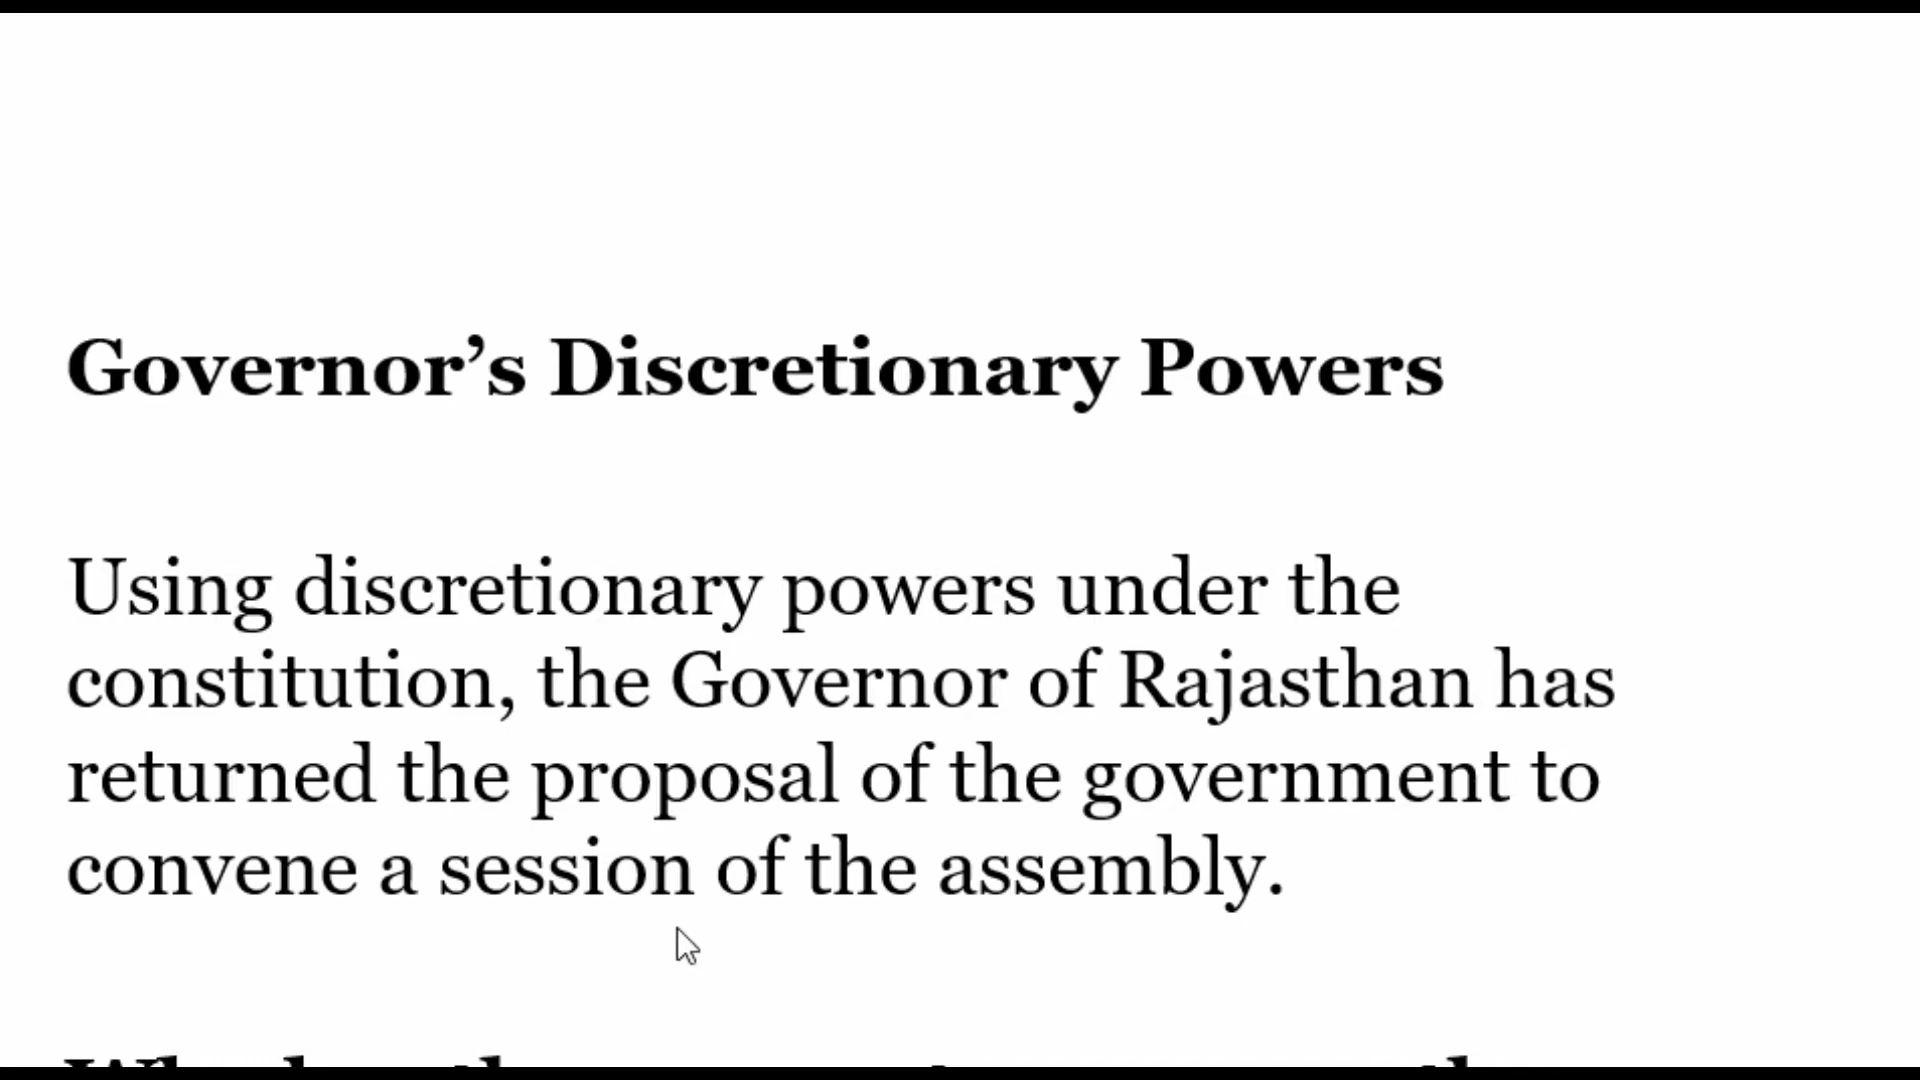 Governor’s Discretionary Powers
Using discretionary powers under the
constitution, the Governor of Rajasthan has
returned the proposal of the government to
convene a session of the assembly.